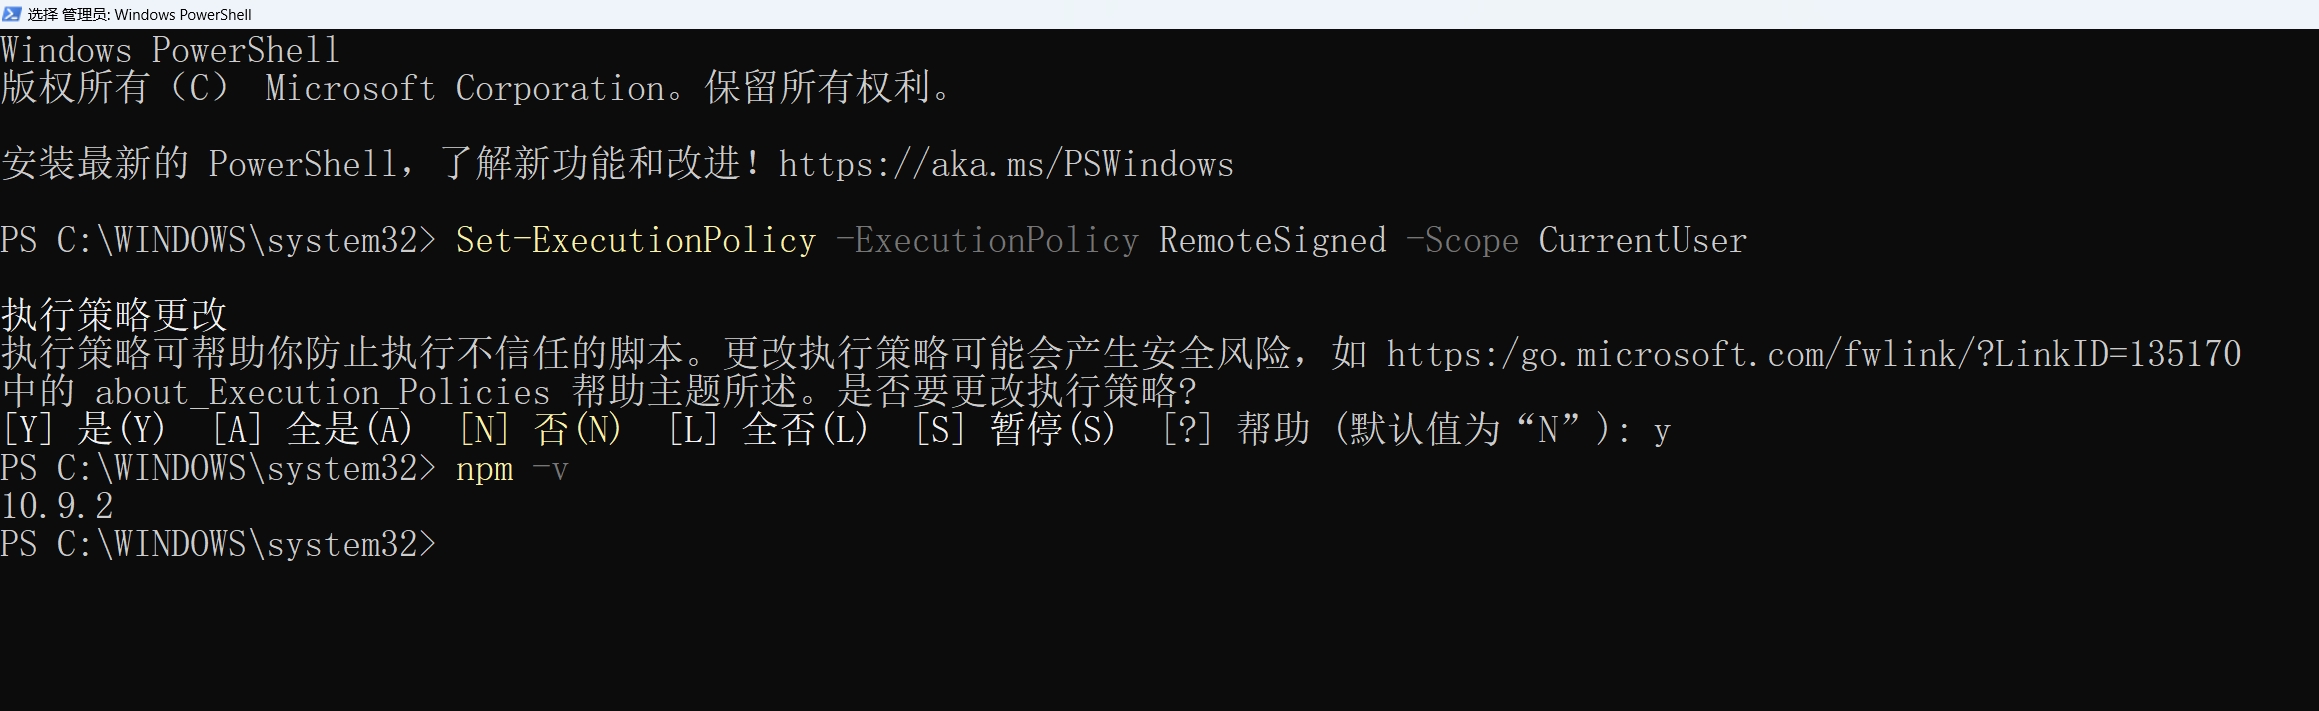 选择 管理员: Windows PowerShell
Windows PowerShell
版权所有（C） Microsoft Corporation。保留所有权利。
安装最新的 PowerShell，了解新功能和改进！https://aka.ms/PSWindows
PS C:\WINDOWS\system32> Set-ExecutionPolicy -ExecutionPolicy RemoteSigned -Scope CurrentUser
执行策略更改
执行策略可帮助你防止执行不信任的脚本。更改执行策略可能会产生安全风险，如 https:/go.microsoft.com/fwlink/?LinkID=135170
中的 about_Execution_Policies 帮助主题所述。是否要更改执行策略?
[Y] 是(Y)  [A] 全是(A)  [N] 否(N)  [L] 全否(L)  [S] 暂停(S)  [?] 帮助 (默认值为“N”): y
PS C:\WINDOWS\system32> npm -v
10.9.2
PS C:\WINDOWS\system32>